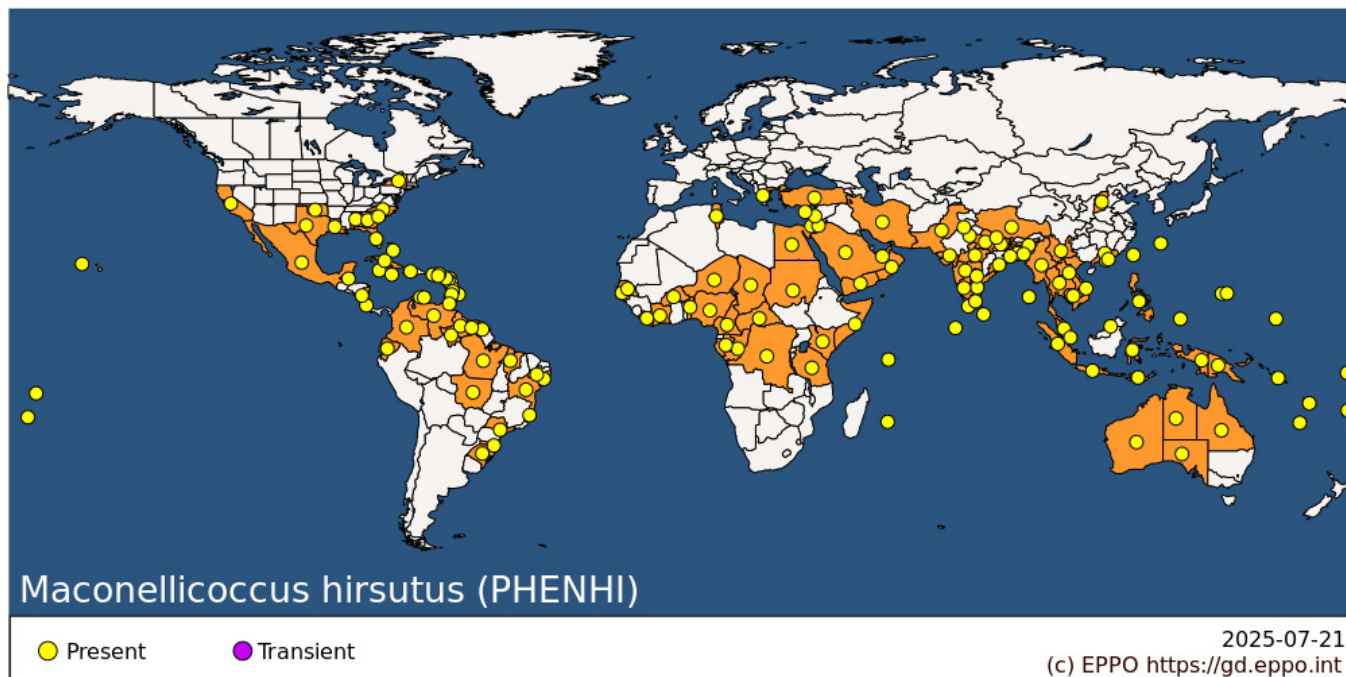 Maconellicoccus hirsutus (PHENHI)
Present
Transient
2025-07-21
(c) EPPO https://gd.eppo.int